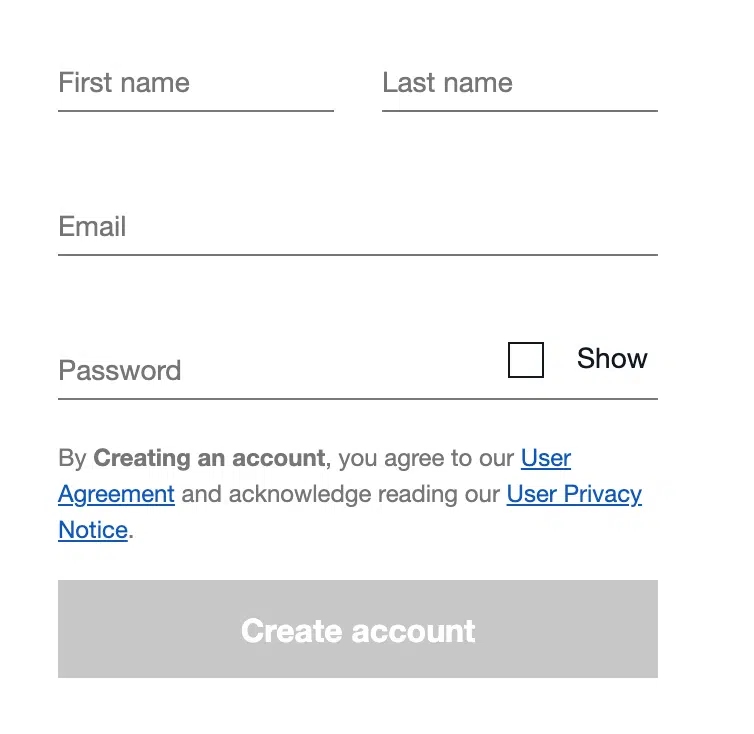 First name Last name
Email
Password Show
By Creating an account, you agree to our User
Agreement and acknowledge reading our User Privacy
Notice.
Create account